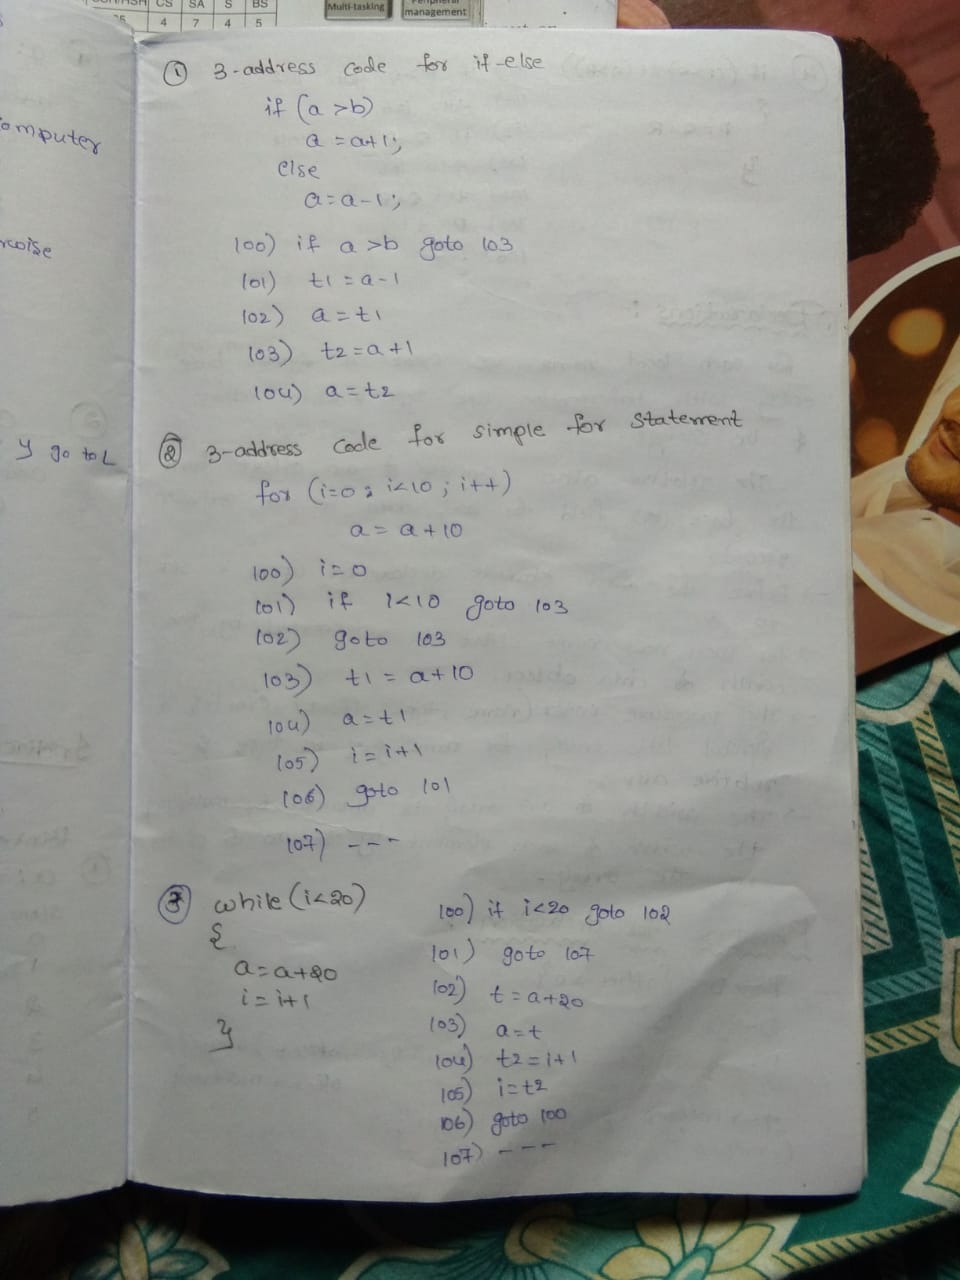 CS SA S BS
4 7 4 5
Multi-tasking
Peripheral management
omputer
y go to L
① 3-address code for if-else
if (a >b)
a = a+1;
else
a = a-1;
100) if a >b goto 103
101) t1 = a-1
102) a = t1
103) t2 = a+1
104) a = t2
② 3-address code for simple for statement
for (i=0; i<10; i++)
a = a+10
100) i=0
101) if i<10 goto 103
102) goto 103
103) t1 = a+10
104) a = t1
105) i = i+1
106) goto 101
107) ---
③ while (i<20)
{
a = a+20
i = i+1
}
100) if i<20 goto 102
101) goto 107
102) t = a+20
103) a = t
104) t2 = i+1
105) i = t2
106) goto 100
107) ---